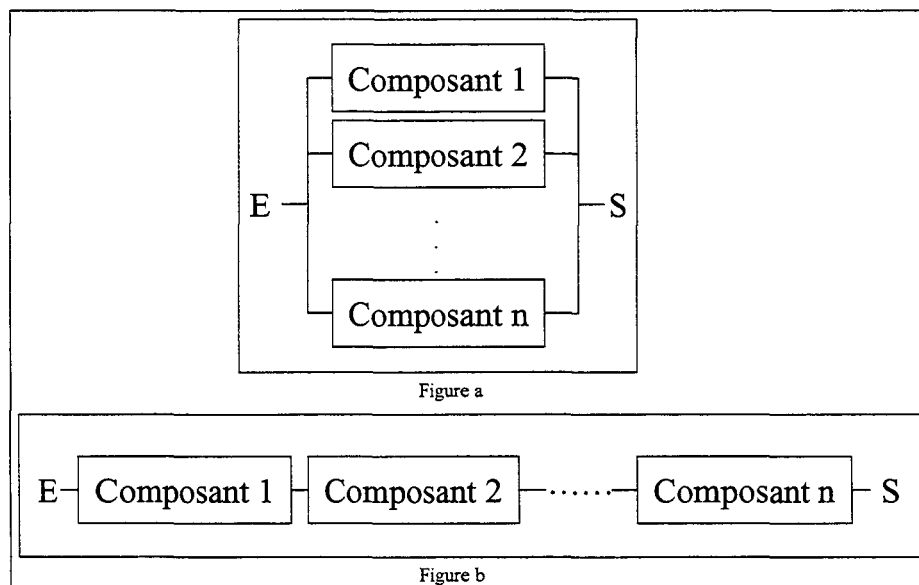 Composant 1
Composant 2
E
S
.
.
.
Composant n
Figure a
E Composant 1 Composant 2 ...... Composant n S
Figure b